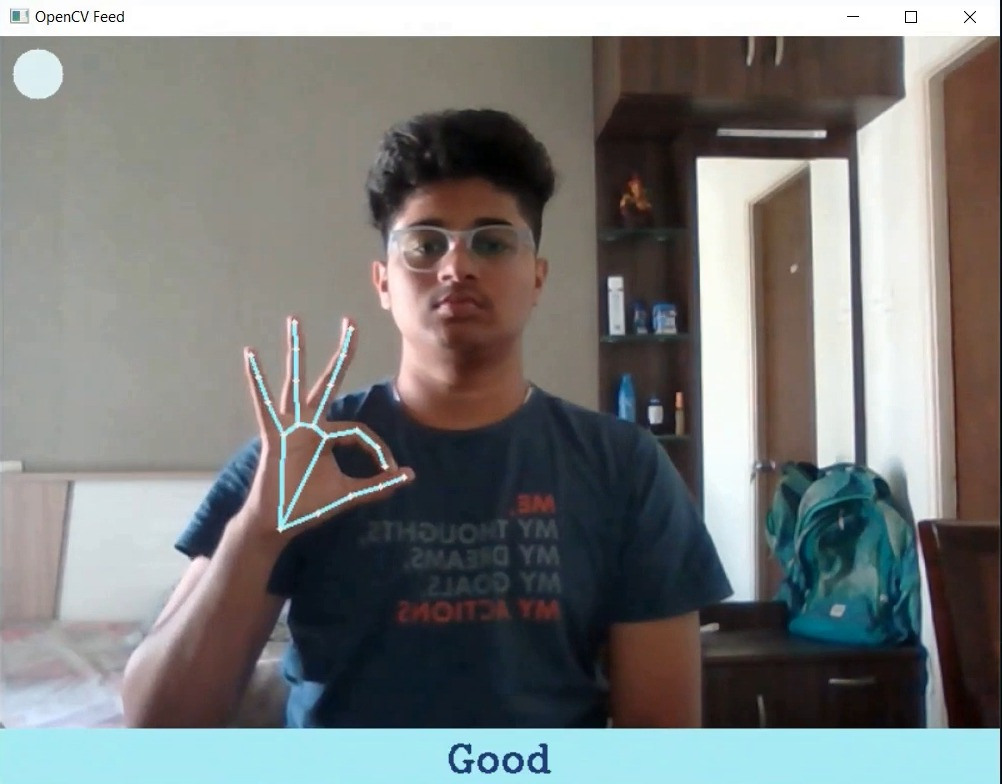 OpenCV Feed
ME.
MY THOUGHTS,
MY DREAMS,
MY GOALS,
MY ACTIONS
Good